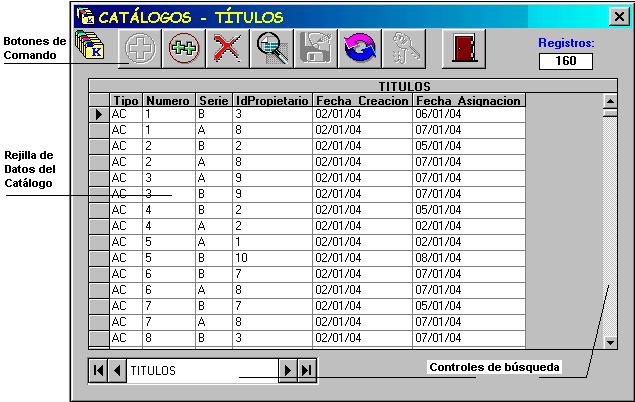 CATÁLOGOS - TÍTULOS
Botones de
Comando
Registros:
160
TITULOS
Tipo Numero Serie IdPropietario Fecha_Creacion Fecha_Asignacion
AC 1 B 3 02/01/04 06/01/04
AC 1 A 8 02/01/04 07/01/04
AC 2 B 2 02/01/04 05/01/04
AC 2 A 8 02/01/04 07/01/04
AC 3 A 9 02/01/04 07/01/04
AC 3 B 9 02/01/04 07/01/04
AC 4 B 2 02/01/04 05/01/04
AC 4 A 2 02/01/04 02/01/04
AC 5 A 1 02/01/04 02/01/04
AC 5 B 10 02/01/04 08/01/04
AC 6 B 7 02/01/04 07/01/04
AC 6 A 8 02/01/04 07/01/04
AC 7 B 7 02/01/04 05/01/04
AC 7 A 8 02/01/04 07/01/04
AC 8 B 3 02/01/04 07/01/04
Rejilla de
Datos del
Catálogo
TITULOS
Controles de búsqueda